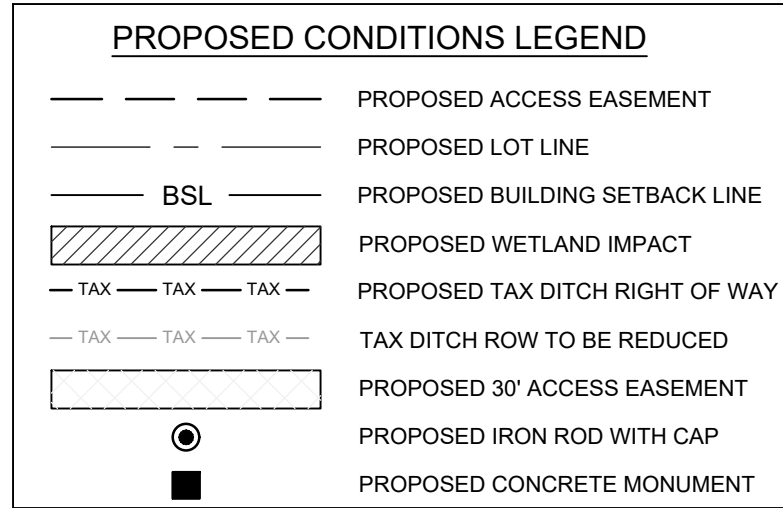 PROPOSED CONDITIONS LEGEND
PROPOSED ACCESS EASEMENT
PROPOSED LOT LINE
BSL PROPOSED BUILDING SETBACK LINE
PROPOSED WETLAND IMPACT
TAX TAX TAX PROPOSED TAX DITCH RIGHT OF WAY
TAX TAX TAX TAX DITCH ROW TO BE REDUCED
PROPOSED 30' ACCESS EASEMENT
PROPOSED IRON ROD WITH CAP
PROPOSED CONCRETE MONUMENT